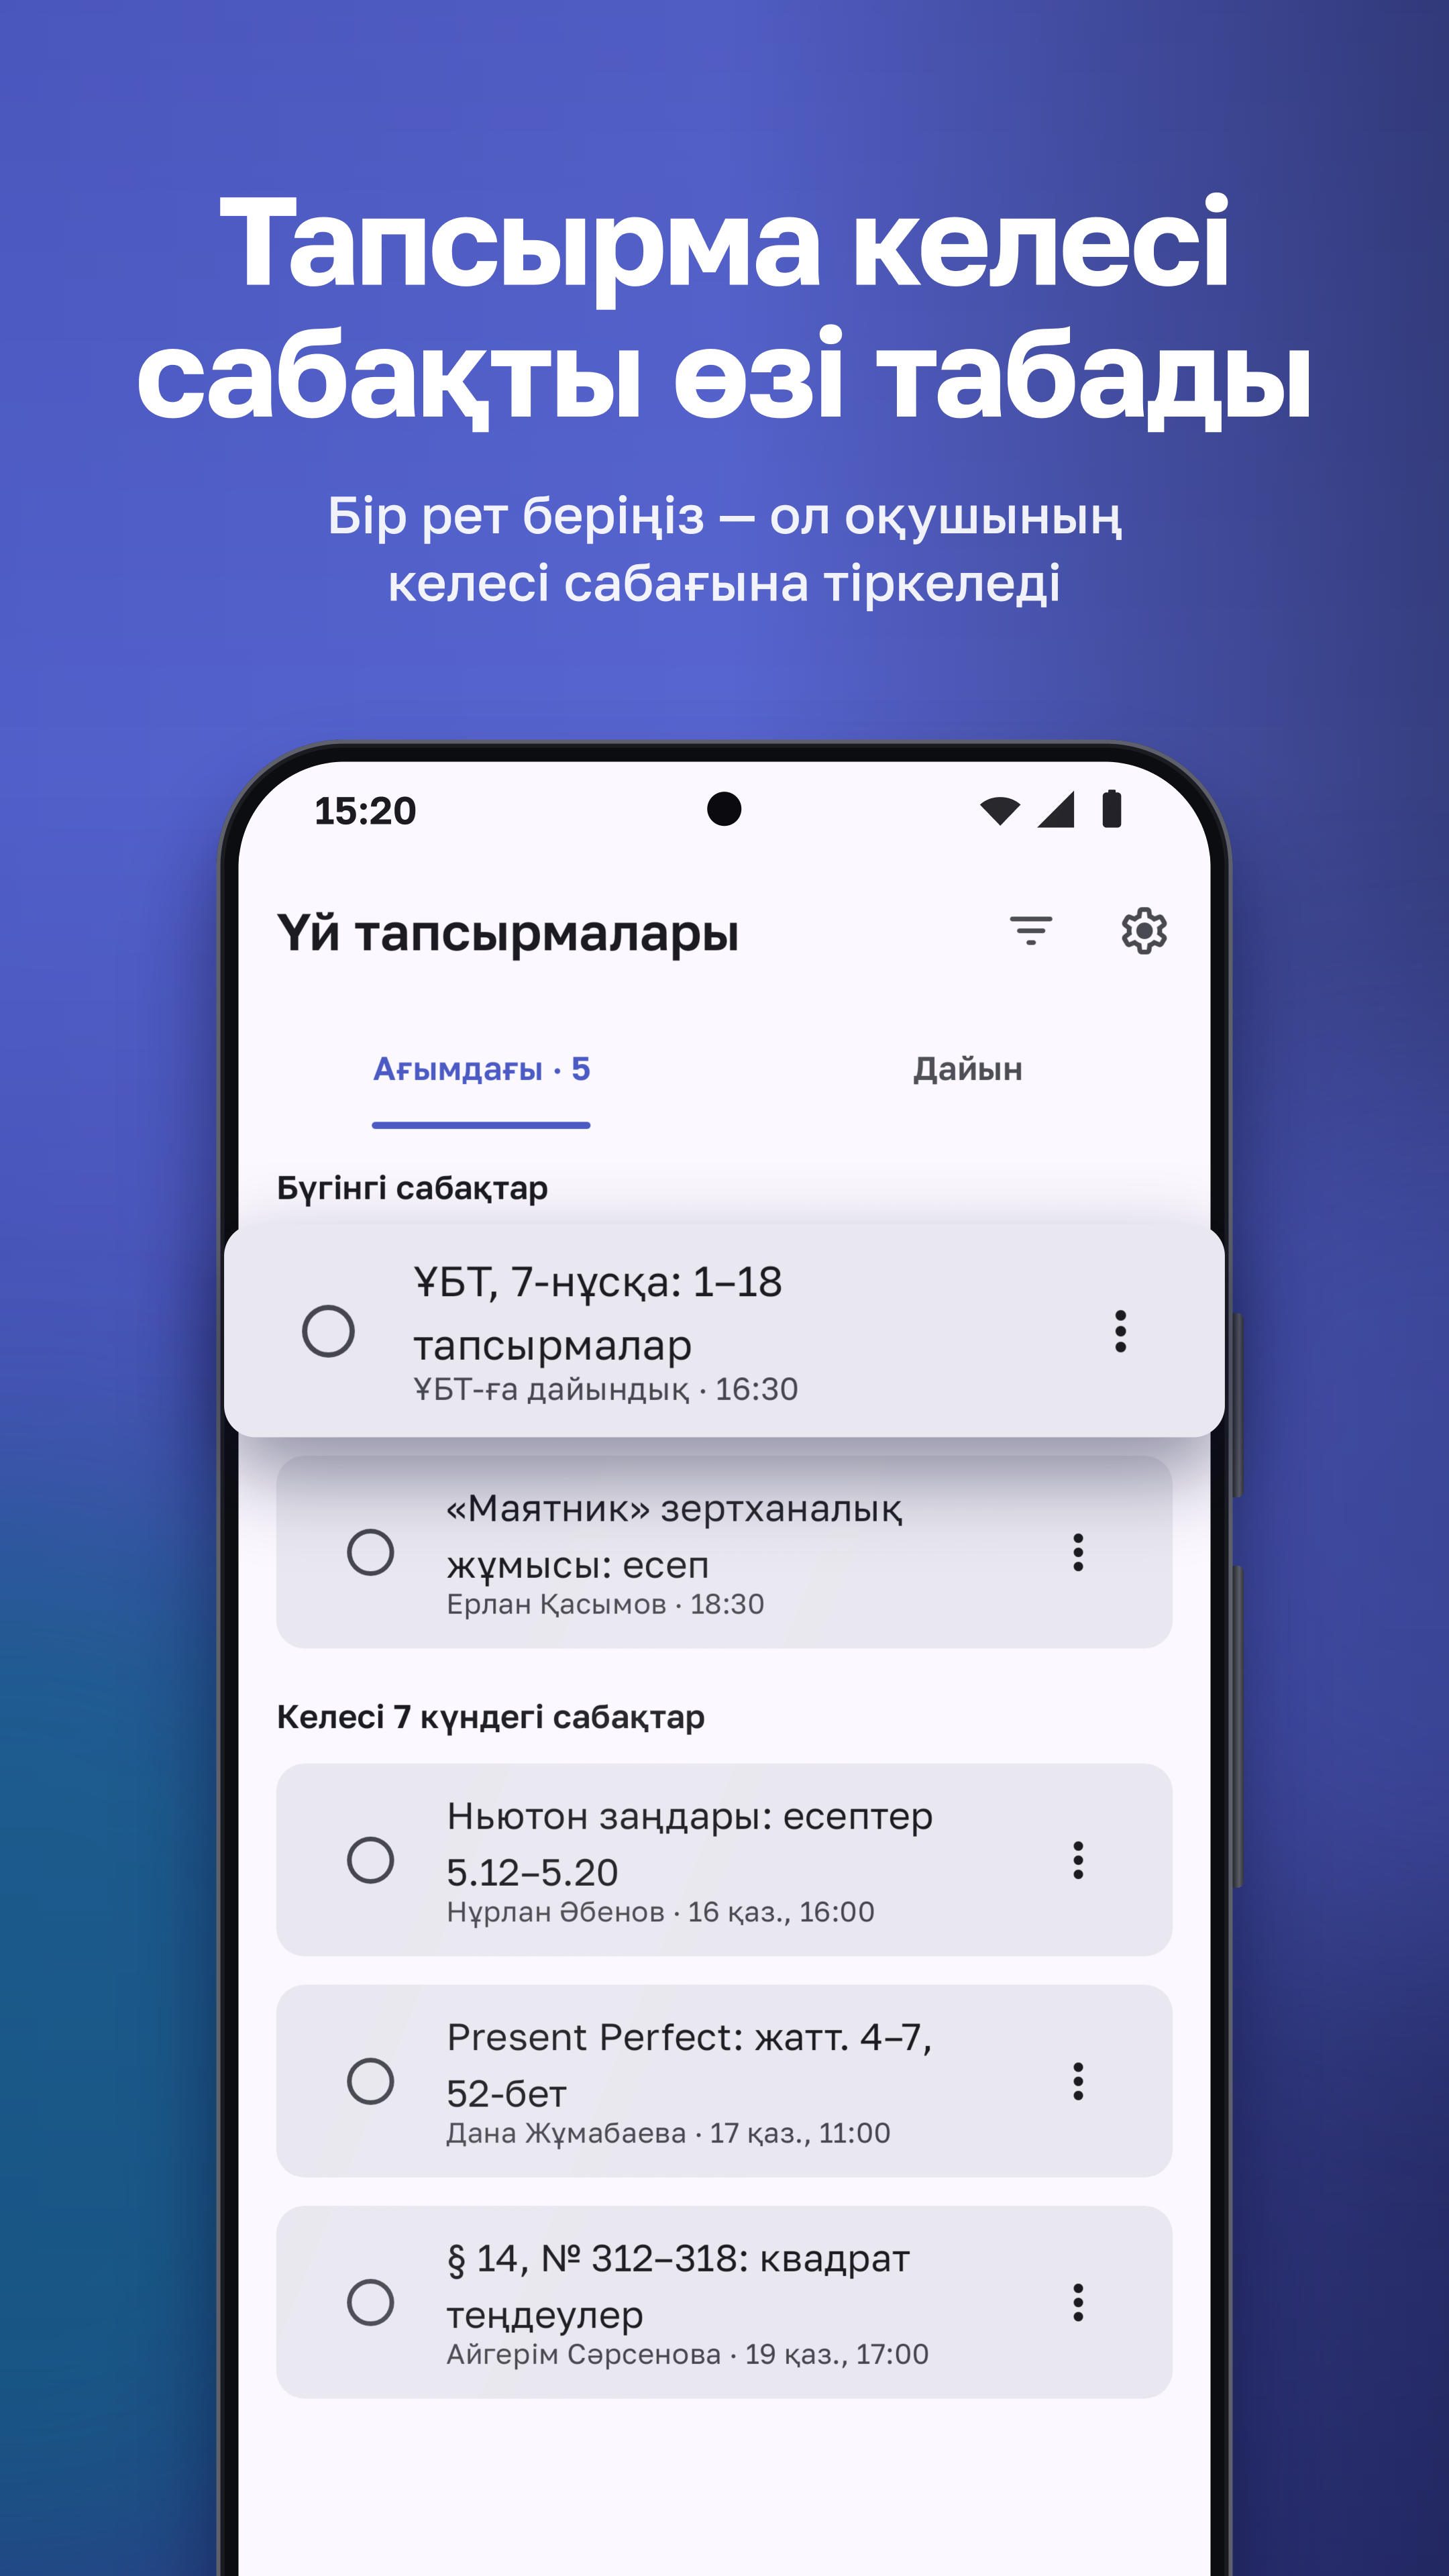 Тапсырма келесі
сабақты өзі табады
Бір рет беріңіз — ол оқушының
келесі сабағына тіркеледі
15:20
Үй тапсырмалары
Ағымдағы · 5
Дайын
Бүгінгі сабақтар
ҰБТ, 7-нұсқа: 1–18
тапсырмалар
ҰБТ-ға дайындық · 16:30
«Маятник» зертханалық
жұмысы: есеп
Ерлан Қасымов · 18:30
Келесі 7 күндегі сабақтар
Ньютон заңдары: есептер
5.12–5.20
Нұрлан Әбенов · 16 қаз., 16:00
Present Perfect: жатт. 4–7,
52-бет
Дана Жұмабаева · 17 қаз., 11:00
§ 14, № 312–318: квадрат
теңдеулер
Айгерім Сәрсенова · 19 қаз., 17:00